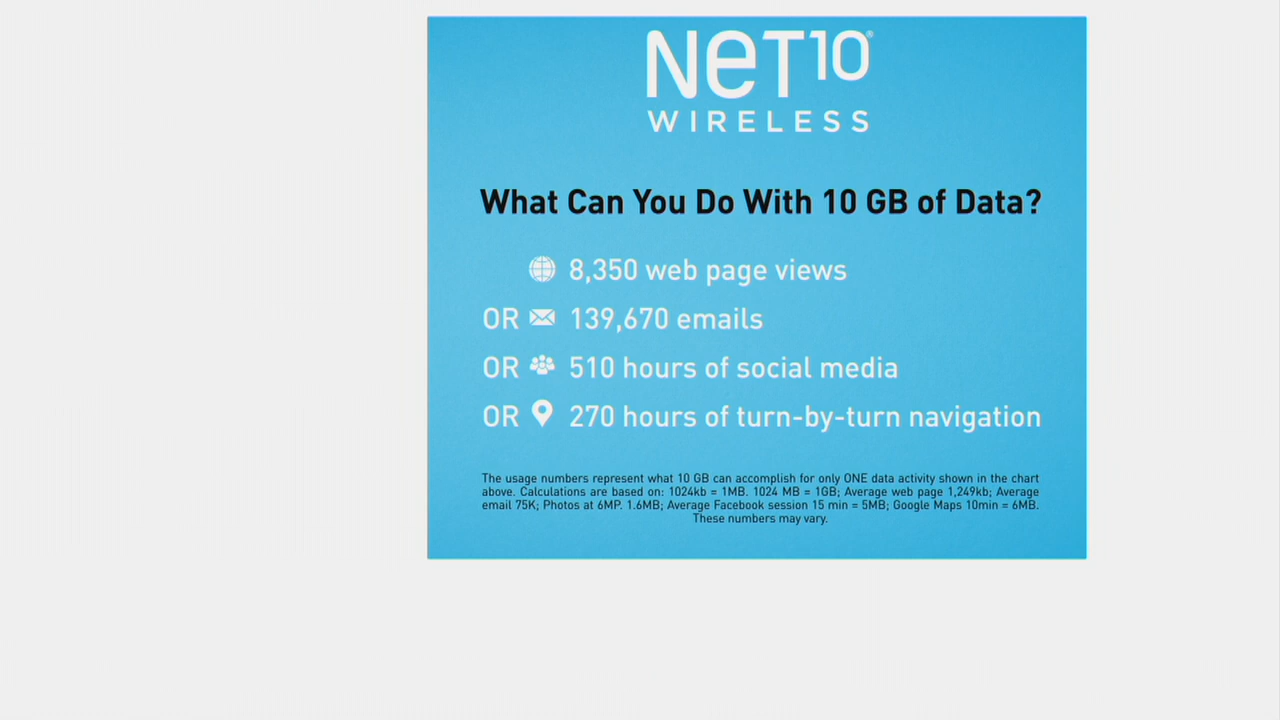 NET10®
WIRELESS
What Can You Do With 10 GB of Data?
8,350 web page views
OR 139,670 emails
OR 510 hours of social media
OR 270 hours of turn-by-turn navigation
The usage numbers represent what 10 GB can accomplish for only ONE data activity shown in the chart
above. Calculations are based on: 1024kb = 1MB. 1024 MB = 1GB; Average web page 1,249kb; Average
email 75K; Photos at 6MP. 1.6MB; Average Facebook session 15 min = 5MB; Google Maps 10min = 6MB.
These numbers may vary.